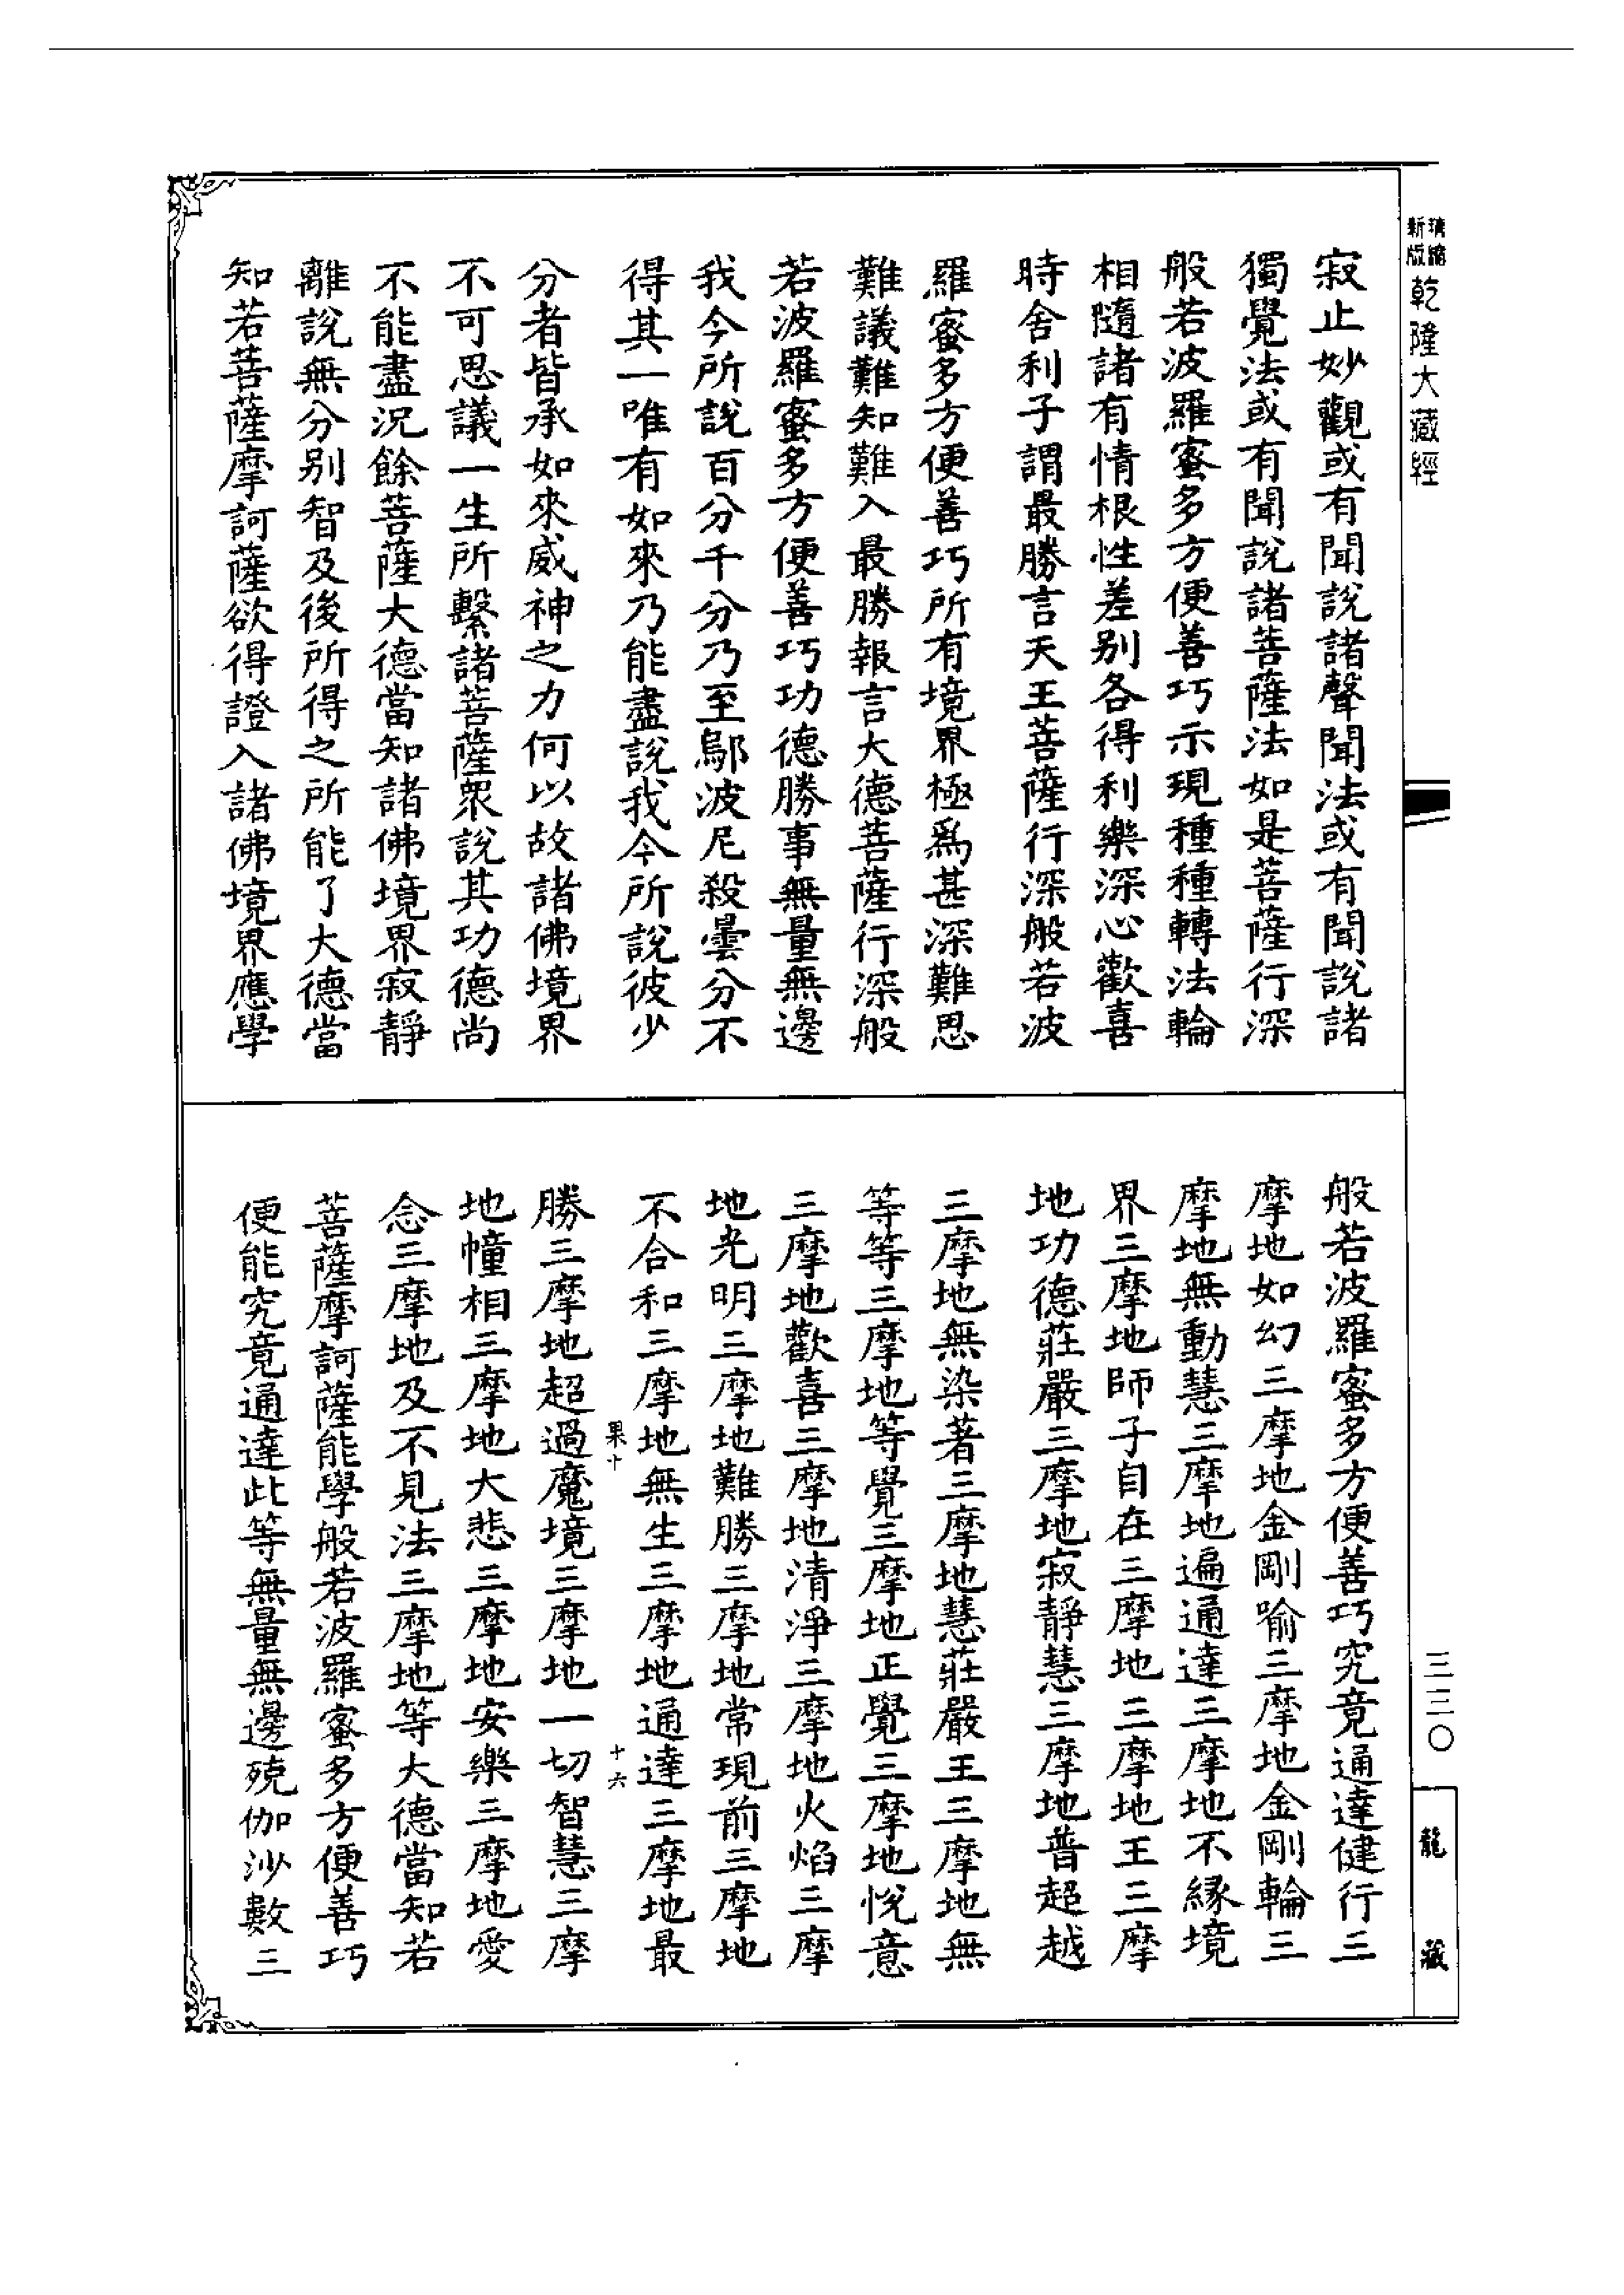 乾隆大藏經
寂止妙觀或有聞說諸聲聞法或有聞說諸
獨覺法或有聞說諸菩薩法如是菩薩行深
般若波羅蜜多方便善巧示現種種轉法輪
相隨諸有情根性差別各得利樂深心歡喜
時舍利子謂最勝言天王菩薩行深般若波
羅蜜多方便善巧所有境界極爲甚深難思
難議難知難入最勝報言大德菩薩行深般
若波羅蜜多方便善巧功德勝事無量無邊
我今所說百分千分乃至鄔波尼殺曇分不
得其一唯有如來乃能盡說我今所說彼少
分者皆承如來威神之力何以故諸佛境界
不可思議一生所繫諸菩薩衆說其功德尚
不能盡況餘菩薩大德當知諸佛境界寂靜
離說無分別智及後所得之所能了大德當
知若菩薩摩訶薩欲得證入諸佛境界應學
般若波羅蜜多方便善巧究竟通達健行三
摩地如幻三摩地金剛喻三摩地金剛輪三
摩地無動慧三摩地遍通達三摩地不緣境
界三摩地師子自在三摩地三摩地王三摩
地功德莊嚴三摩地寂靜慧三摩地普超越
三摩地無染著三摩地慧莊嚴王三摩地無
等等三摩地等覺三摩地正覺三摩地悅意
三摩地歡喜三摩地清淨三摩地火焰三摩
地光明三摩地難勝三摩地常現前三摩地
不合和三摩地無生三摩地通達三摩地最
果十
十六
勝三摩地超過魔境三摩地一切智慧三摩
地幢相三摩地大悲三摩地安樂三摩地愛
念三摩地及不見法三摩地等大德當知若
菩薩摩訶薩能學般若波羅蜜多方便善巧
便能究竟通達此等無量無邊殑伽沙數三
三三〇
龍藏